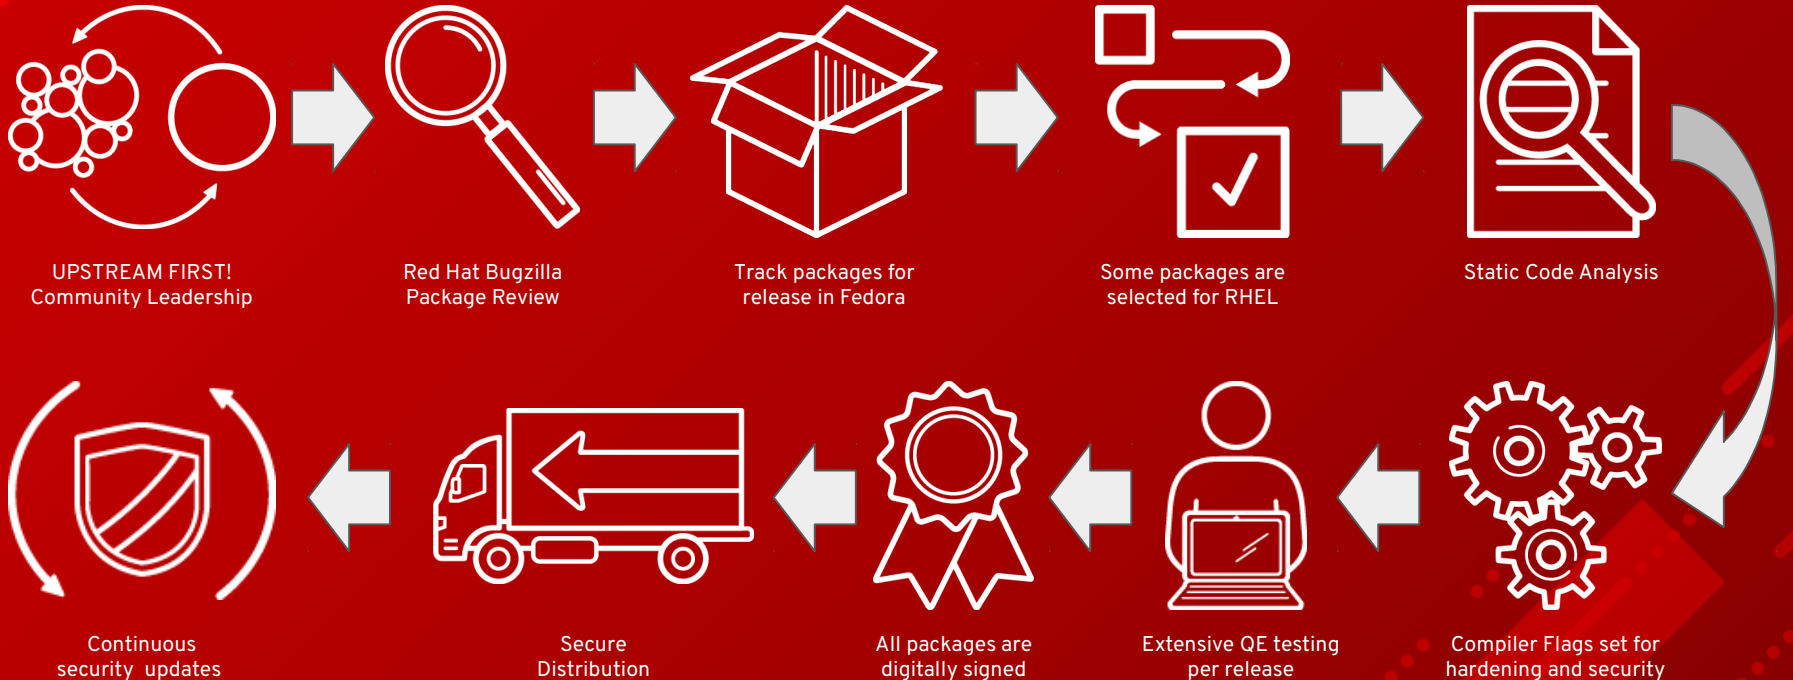 UPSTREAM FIRST!
Community Leadership
Red Hat Bugzilla
Package Review
Track packages for
release in Fedora
Some packages are
selected for RHEL
Static Code Analysis
Continuous
security updates
Secure
Distribution
All packages are
digitally signed
Extensive QE testing
per release
Compiler Flags set for
hardening and security